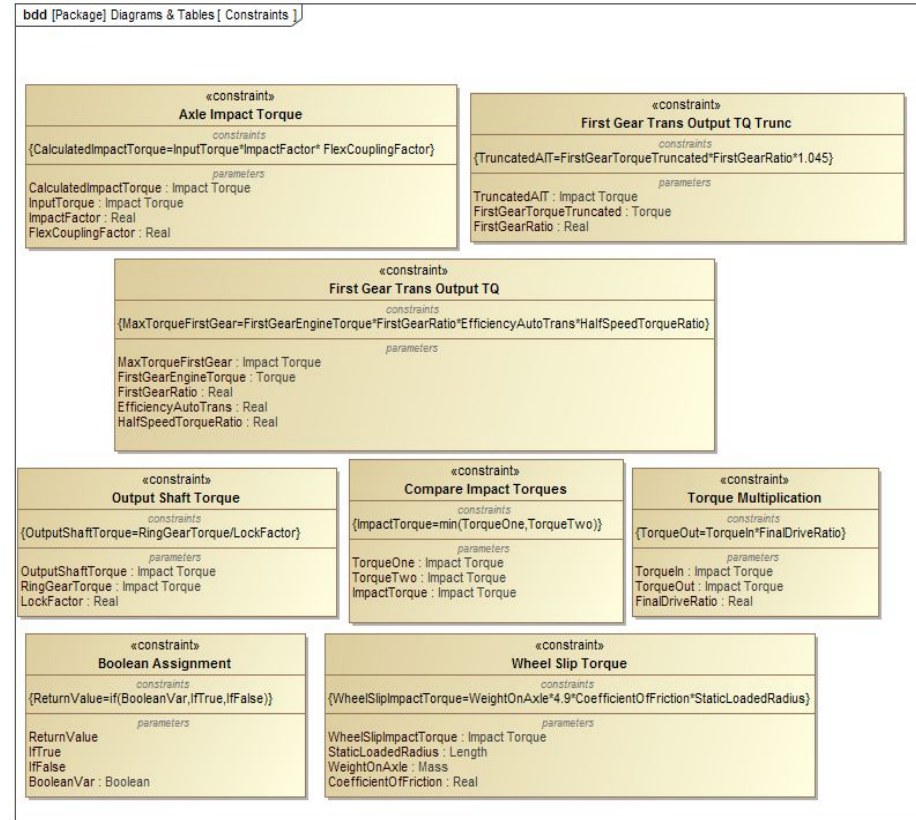 bdd [Package] Diagrams & Tables [ Constraints ]
«constraint»
Axle Impact Torque
constraints
{CalculatedImpactTorque=InputTorque*ImpactFactor* FlexCouplingFactor}
parameters
CalculatedImpactTorque : Impact Torque
InputTorque : Impact Torque
ImpactFactor : Real
FlexCouplingFactor : Real
«constraint»
First Gear Trans Output TQ Trunc
constraints
{TruncatedAIT=FirstGearTorqueTruncated*FirstGearRatio*1.045}
parameters
TruncatedAIT : Impact Torque
FirstGearTorqueTruncated : Torque
FirstGearRatio : Real
«constraint»
First Gear Trans Output TQ
constraints
{MaxTorqueFirstGear=FirstGearEngineTorque*FirstGearRatio*EfficiencyAutoTrans*HalfSpeedTorqueRatio}
parameters
MaxTorqueFirstGear : Impact Torque
FirstGearEngineTorque : Torque
FirstGearRatio : Real
EfficiencyAutoTrans : Real
HalfSpeedTorqueRatio : Real
«constraint»
Output Shaft Torque
constraints
{OutputShaftTorque=RingGearTorque/LockFactor}
parameters
OutputShaftTorque : Impact Torque
RingGearTorque : Impact Torque
LockFactor : Real
«constraint»
Compare Impact Torques
constraints
{ImpactTorque=min(TorqueOne,TorqueTwo)}
parameters
TorqueOne : Impact Torque
TorqueTwo : Impact Torque
ImpactTorque : Impact Torque
«constraint»
Torque Multiplication
constraints
{TorqueOut=TorqueIn*FinalDriveRatio}
parameters
TorqueIn : Impact Torque
TorqueOut : Impact Torque
FinalDriveRatio : Real
«constraint»
Boolean Assignment
constraints
{ReturnValue=if(BooleanVar,IfTrue,IfFalse)}
parameters
ReturnValue
IfTrue
IfFalse
BooleanVar : Boolean
«constraint»
Wheel Slip Torque
constraints
{WheelSlipImpactTorque=WeightOnAxle*4.9*CoefficientOfFriction*StaticLoadedRadius}
parameters
WheelSlipImpactTorque : Impact Torque
StaticLoadedRadius : Length
WeightOnAxle : Mass
CoefficientOfFriction : Real